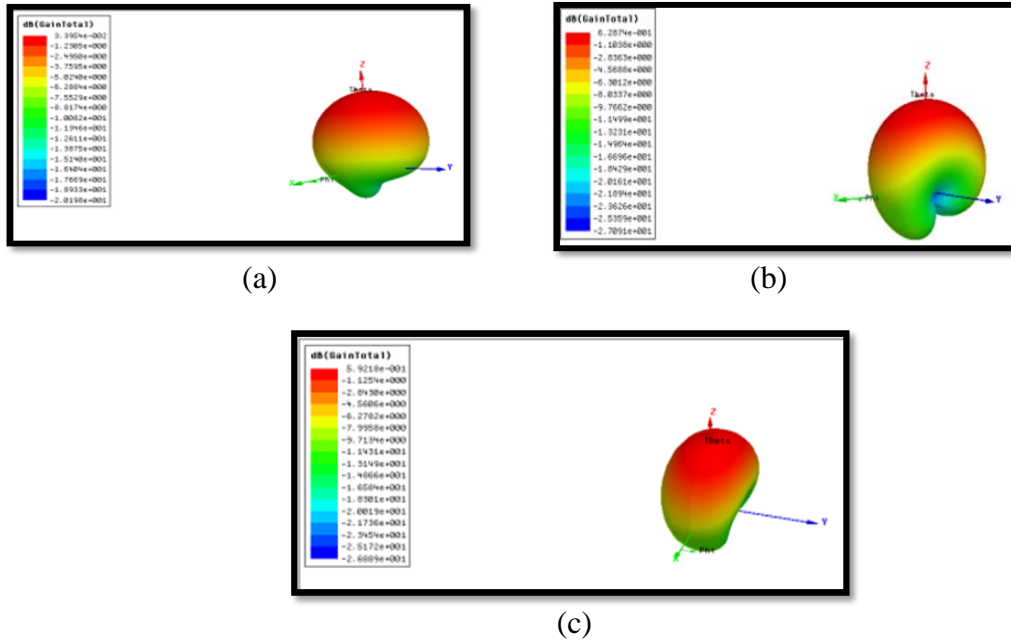 dB(GainTotal)
3.3954e-002
-1.2305e+000
-2.4950e+000
-3.7595e+000
-5.0240e+000
-6.2884e+000
-7.5529e+000
-8.8174e+000
-1.0082e+001
-1.1346e+001
-1.2611e+001
-1.3875e+001
-1.5140e+001
-1.6404e+001
-1.7669e+001
-1.8933e+001
-2.0198e+001
Z
Theta
X
Phi
Y
(a)
dB(GainTotal)
6.2874e-001
-1.1038e+000
-2.8363e+000
-4.5688e+000
-6.3012e+000
-8.0337e+000
-9.7662e+000
-1.1499e+001
-1.3231e+001
-1.4964e+001
-1.6696e+001
-1.8429e+001
-2.0161e+001
-2.1894e+001
-2.3626e+001
-2.5359e+001
-2.7091e+001
Z
Theta
X
Phi
Y
(b)
dB(GainTotal)
5.9218e-001
-1.1254e+000
-2.8430e+000
-4.5606e+000
-6.2782e+000
-7.9958e+000
-9.7134e+000
-1.1431e+001
-1.3149e+001
-1.4866e+001
-1.6584e+001
-1.8301e+001
-2.0019e+001
-2.1736e+001
-2.3454e+001
-2.5172e+001
-2.6889e+001
Z
Theta
Y
X
Phi
(c)